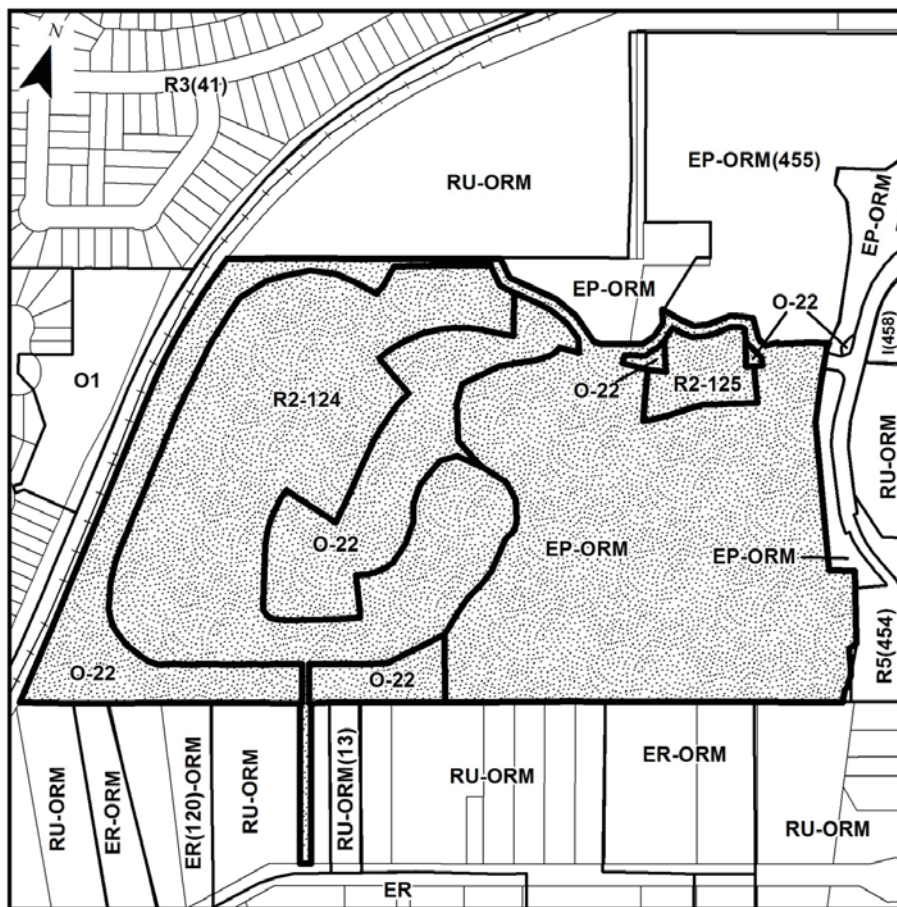 N
R3(41)
RU-ORM
EP-ORM(455)
EP-ORM
EP-ORM
O-22
I(458)
O1
R2-124
O-22
R2-125
RU-ORM
O-22
EP-ORM
EP-ORM
R5(454)
O-22
O-22
RU-ORM
ER-ORM
ER(120)-ORM
RU-ORM
RU-ORM(13)
RU-ORM
ER-ORM
RU-ORM
ER